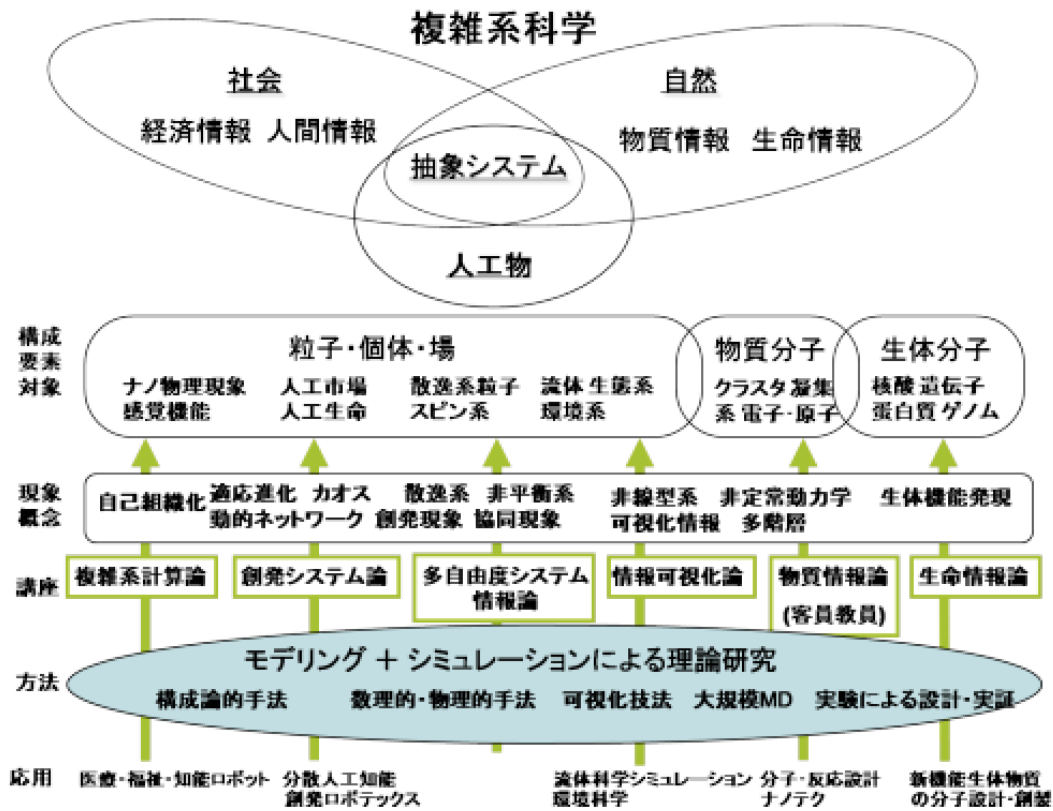 複雑系科学
社会
自然
経済情報 人間情報
物質情報 生命情報
抽象システム
人工物
構成
要素
対象
粒子・個体・場
物質分子
生体分子
ナノ物理現象
感覚機能
人工市場
人工生命
散逸系粒子
スピン系
流体 生態系
環境系
クラスタ 凝集
系 電子・原子
核酸 遺伝子
蛋白質 ゲノム
現象
概念
自己組織化
適応進化 カオス 散逸系 非平衡系
動的ネットワーク 創発現象 協同現象
非線型系 非定常動力学
可視化情報 多階層
生体機能発現
講座
複雑系計算論
創発システム論
多自由度システム
情報論
情報可視化論
物質情報論
(客員教員)
生命情報論
方法
モデリング + シミュレーションによる理論研究
構成論的手法 数理的・物理的手法 可視化技法 大規模MD 実験による設計・実証
応用
医療・福祉・知能ロボット
分散人工知能
創発ロボテックス
流体科学シミュレーション
環境科学
分子・反応設計
ナノテク
新機能生体物質
の分子設計・創製